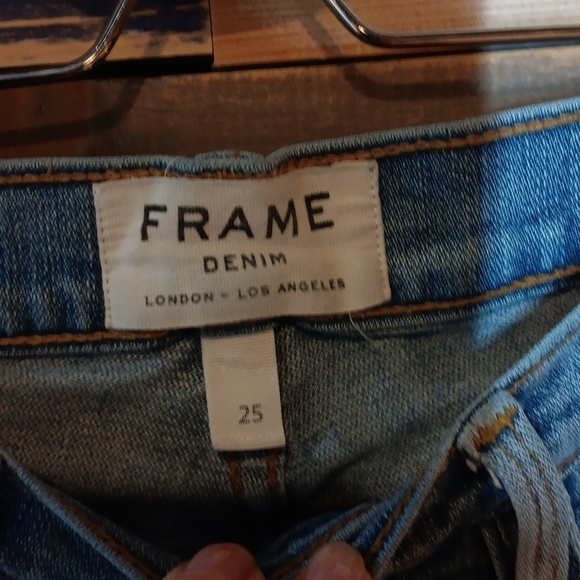 FRAME
DENIM
LONDON - LOS ANGELES
25